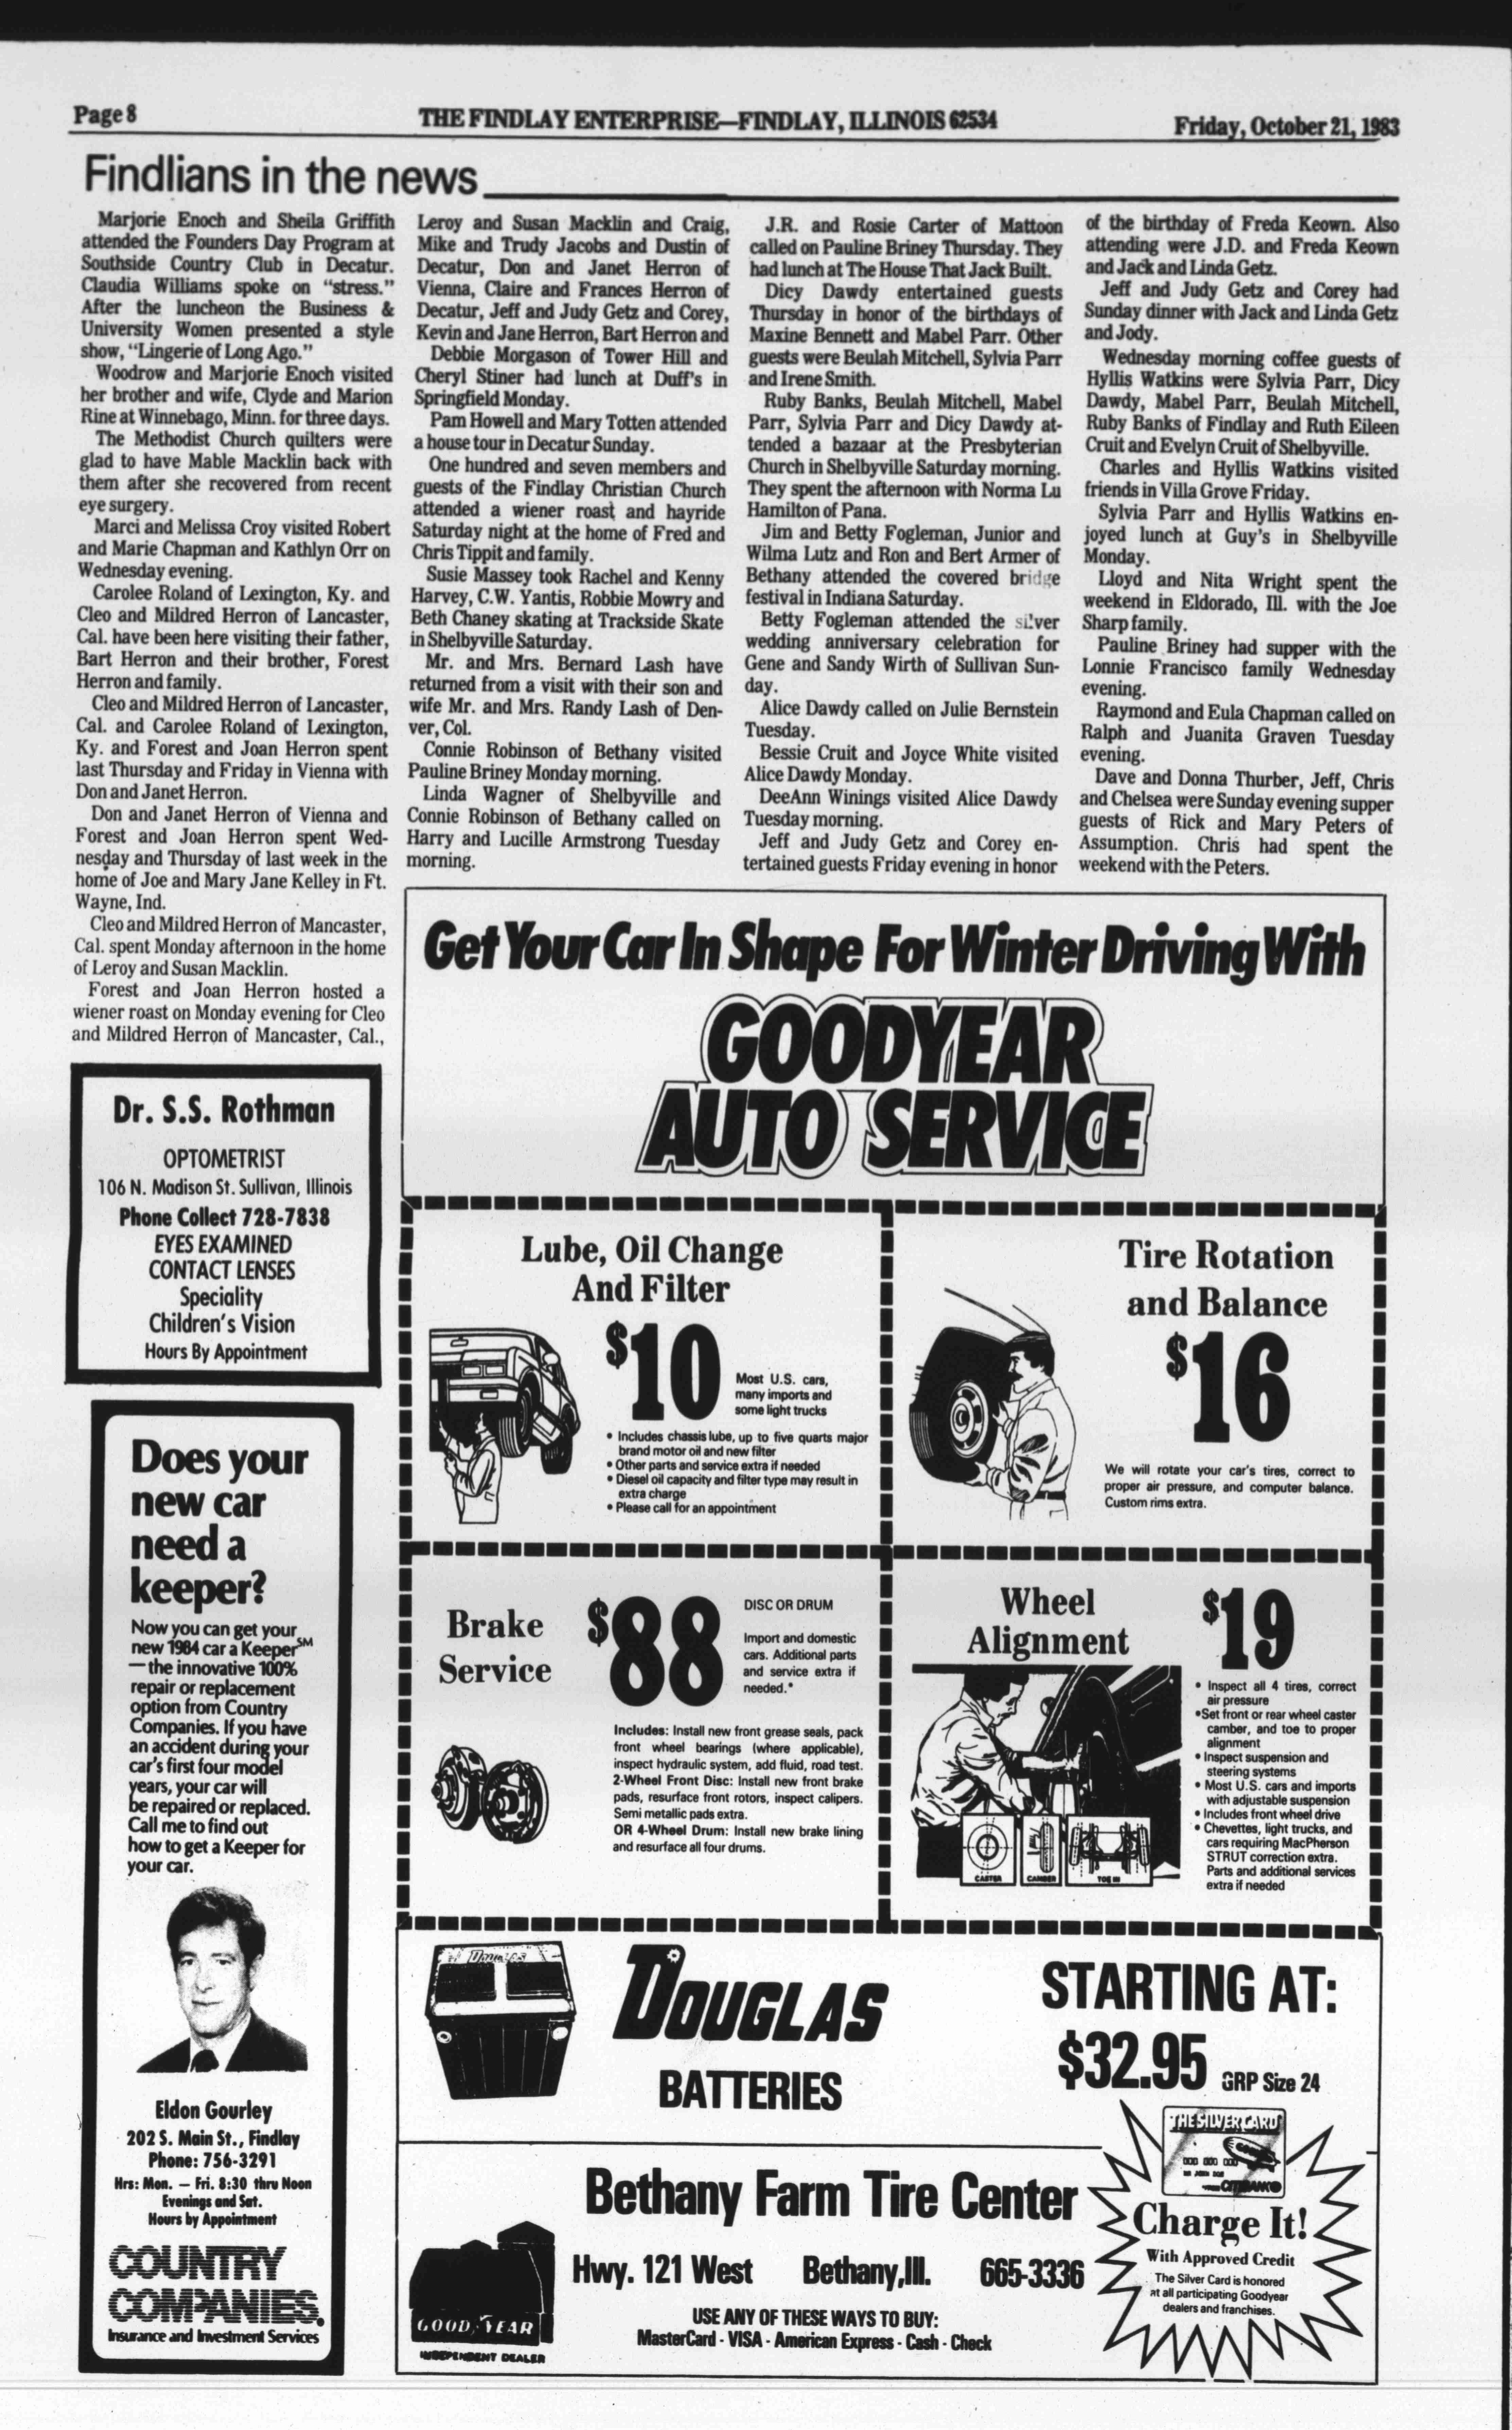 Page 8
THE FINDLAY ENTERPRISE—FINDLAY, ILLINOIS 62534
Friday, October 21, 1983
Findlians in the news
Marjorie Enoch and Sheila Griffith
attended the Founders Day Program at
Southside Country Club in Decatur.
Claudia Williams spoke on "stress."
After the luncheon the Business &
University Women presented a style
show, "Lingerie of Long Ago."
Woodrow and Marjorie Enoch visited
her brother and wife, Clyde and Marion
Rine at Winnebago, Minn. for three days.
The Methodist Church quilters were
glad to have Mable Macklin back with
them after she recovered from recent
eye surgery.
Marci and Melissa Croy visited Robert
and Marie Chapman and Kathlyn Orr on
Wednesday evening.
Carolee Roland of Lexington, Ky. and
Cleo and Mildred Herron of Lancaster,
Cal. have been here visiting their father,
Bart Herron and their brother, Forest
Herron and family.
Cleo and Mildred Herron of Lancaster,
Cal. and Carolee Roland of Lexington,
Ky. and Forest and Joan Herron spent
last Thursday and Friday in Vienna with
Don and Janet Herron.
Don and Janet Herron of Vienna and
Forest and Joan Herron spent Wed-
nesday and Thursday of last week in the
home of Joe and Mary Jane Kelley in Ft.
Wayne, Ind.
Cleo and Mildred Herron of Mancaster,
Cal. spent Monday afternoon in the home
of Leroy and Susan Macklin.
Forest and Joan Herron hosted a
wiener roast on Monday evening for Cleo
and Mildred Herron of Mancaster, Cal.,
Leroy and Susan Macklin and Craig,
Mike and Trudy Jacobs and Dustin of
Decatur, Don and Janet Herron of
Vienna, Claire and Frances Herron of
Decatur, Jeff and Judy Getz and Corey,
Kevin and Jane Herron, Bart Herron and
Debbie Morgason of Tower Hill and
Cheryl Stiner had lunch at Duff's in
Springfield Monday.
Pam Howell and Mary Totten attended
a house tour in Decatur Sunday.
One hundred and seven members and
guests of the Findlay Christian Church
attended a wiener roast and hayride
Saturday night at the home of Fred and
Chris Tippit and family.
Susie Massey took Rachel and Kenny
Harvey, C.W. Yantis, Robbie Mowry and
Beth Chaney skating at Trackside Skate
in Shelbyville Saturday.
Mr. and Mrs. Bernard Lash have
returned from a visit with their son and
wife Mr. and Mrs. Randy Lash of Den-
ver, Col.
Connie Robinson of Bethany visited
Pauline Briney Monday morning.
Linda Wagner of Shelbyville and
Connie Robinson of Bethany called on
Harry and Lucille Armstrong Tuesday
morning.
J.R. and Rosie Carter of Mattoon
called on Pauline Briney Thursday. They
had lunch at The House That Jack Built.
Dicy Dawdy entertained guests
Thursday in honor of the birthdays of
Maxine Bennett and Mabel Parr. Other
guests were Beulah Mitchell, Sylvia Parr
and Irene Smith.
Ruby Banks, Beulah Mitchell, Mabel
Parr, Sylvia Parr and Dicy Dawdy at-
tended a bazaar at the Presbyterian
Church in Shelbyville Saturday morning.
They spent the afternoon with Norma Lu
Hamilton of Pana.
Jim and Betty Fogleman, Junior and
Wilma Lutz and Ron and Bert Armer of
Bethany attended the covered bridge
festival in Indiana Saturday.
Betty Fogleman attended the silver
wedding anniversary celebration for
Gene and Sandy Wirth of Sullivan Sun-
day.
Alice Dawdy called on Julie Bernstein
Tuesday.
Bessie Cruit and Joyce White visited
Alice Dawdy Monday.
DeeAnn Winings visited Alice Dawdy
Tuesday morning.
Jeff and Judy Getz and Corey en-
tertained guests Friday evening in honor
of the birthday of Freda Keown. Also
attending were J.D. and Freda Keown
and Jack and Linda Getz.
Jeff and Judy Getz and Corey had
Sunday dinner with Jack and Linda Getz
and Jody.
Wednesday morning coffee guests of
Hyllis Watkins were Sylvia Parr, Dicy
Dawdy, Mabel Parr, Beulah Mitchell,
Ruby Banks of Findlay and Ruth Eileen
Cruit and Evelyn Cruit of Shelbyville.
Charles and Hyllis Watkins visited
friends in Villa Grove Friday.
Sylvia Parr and Hyllis Watkins en-
joyed lunch at Guy's in Shelbyville
Monday.
Lloyd and Nita Wright spent the
weekend in Eldorado, Ill. with the Joe
Sharp family.
Pauline Briney had supper with the
Lonnie Francisco family Wednesday
evening.
Raymond and Eula Chapman called on
Ralph and Juanita Graven Tuesday
evening.
Dave and Donna Thurber, Jeff, Chris
and Chelsea were Sunday evening supper
guests of Rick and Mary Peters of
Assumption. Chris had spent the
weekend with the Peters.
Dr. S.S. Rothman
OPTOMETRIST
106 N. Madison St. Sullivan, Illinois
Phone Collect 728-7838
EYES EXAMINED
CONTACT LENSES
Speciality
Children's Vision
Hours By Appointment
Does your
new car
need a
keeper?
Now you can get your
new 1984 car a Keeper℠
—the innovative 100%
repair or replacement
option from Country
Companies. If you have
an accident during your
car's first four model
years, your car will
be repaired or replaced.
Call me to find out
how to get a Keeper for
your car.
Eldon Gourley
202 S. Main St., Findlay
Phone: 756-3291
Hrs: Mon. — Fri. 8:30 thru Noon
Evenings and Sat.
Hours by Appointment
COUNTRY
COMPANIES.
Insurance and Investment Services
Get Your Car In Shape For Winter Driving With
GOODYEAR
AUTO SERVICE
Lube, Oil Change
And Filter
$10
Most U.S. cars,
many imports and
some light trucks
• Includes chassis lube, up to five quarts major
brand motor oil and new filter
• Other parts and service extra if needed
• Diesel oil capacity and filter type may result in
extra charge
• Please call for an appointment
Tire Rotation
and Balance
$16
We will rotate your car's tires, correct to
proper air pressure, and computer balance.
Custom rims extra.
Brake
Service
$88
DISC OR DRUM
Import and domestic
cars. Additional parts
and service extra if
needed.*
Includes: Install new front grease seals, pack
front wheel bearings (where applicable),
inspect hydraulic system, add fluid, road test.
2-Wheel Front Disc: Install new front brake
pads, resurface front rotors, inspect calipers.
Semi metallic pads extra.
OR 4-Wheel Drum: Install new brake lining
and resurface all four drums.
Wheel
Alignment
$19
• Inspect all 4 tires, correct
air pressure
•Set front or rear wheel caster
camber, and toe to proper
alignment
• Inspect suspension and
steering systems
• Most U.S. cars and imports
with adjustable suspension
• Includes front wheel drive
• Chevettes, light trucks, and
cars requiring MacPherson
STRUT correction extra.
Parts and additional services
extra if needed
CASTER
CAMBER
TOE IN
Douglas
DOUGLAS
BATTERIES
STARTING AT:
$32.95 GRP Size 24
Bethany Farm Tire Center
Hwy. 121 West Bethany, Ill. 665-3336
USE ANY OF THESE WAYS TO BUY:
MasterCard - VISA - American Express - Cash - Check
GOODYEAR
INDEPENDENT DEALER
THE SILVER CARD
CITIBANK
Charge It!
With Approved Credit
The Silver Card is honored
at all participating Goodyear
dealers and franchises.